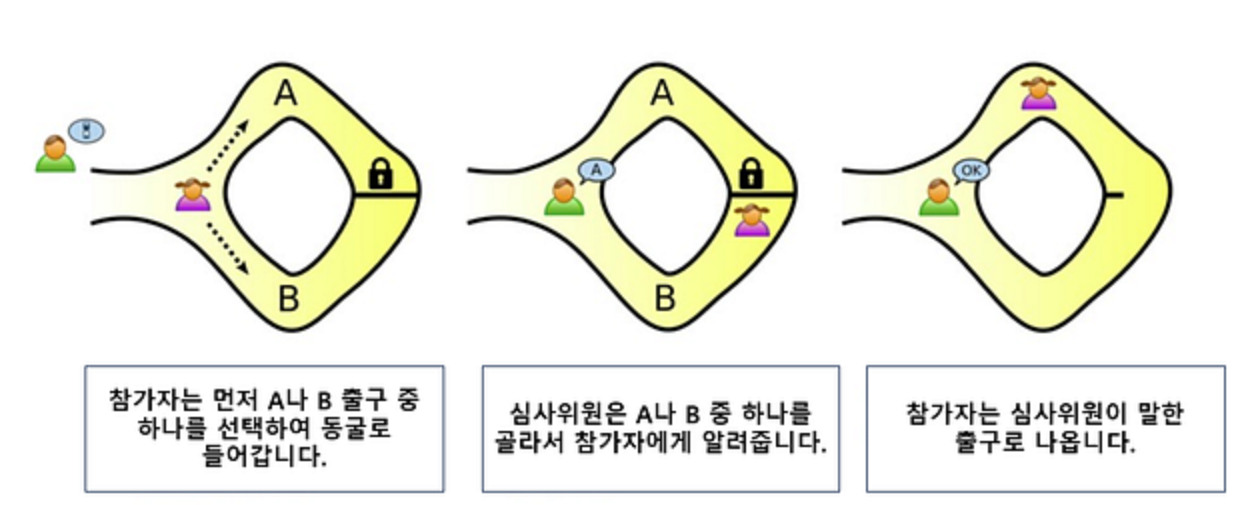 A
B
A
A
B
OK
참가자는 먼저 A나 B 출구 중
하나를 선택하여 동굴로
들어갑니다.
심사위원은 A나 B 중 하나를
골라서 참가자에게 알려줍니다.
참가자는 심사위원이 말한
출구로 나옵니다.